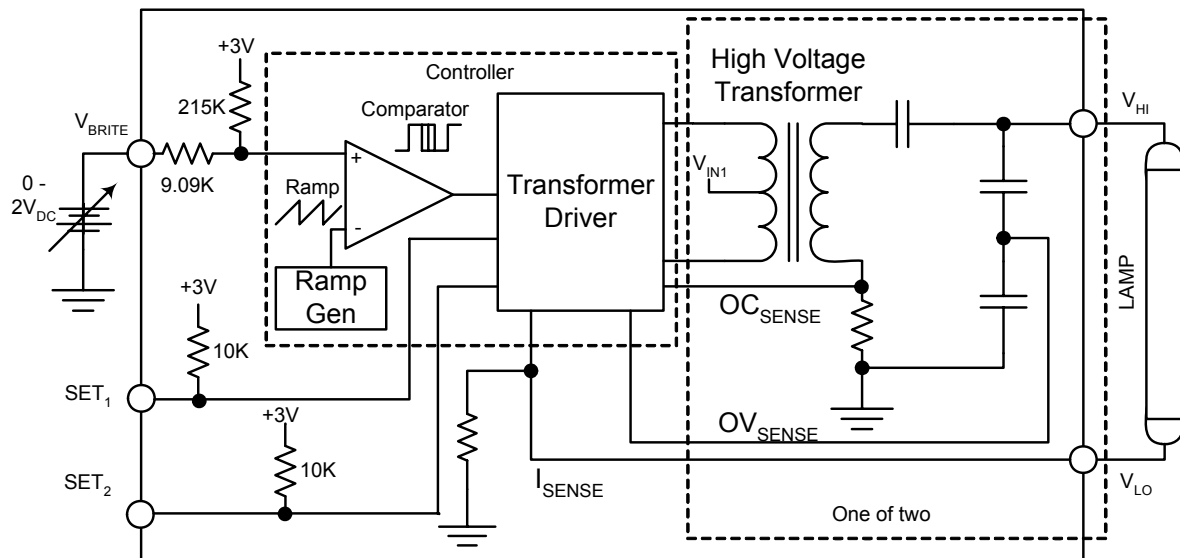 +3V
Controller
High Voltage
Transformer
215K
Comparator
V_BRITE
V_HI
+
V_IN1
9.09K
Ramp
Transformer
Driver
0 -
2V_DC
-
Ramp
Gen
+3V
OC_SENSE
LAMP
10K
SET_1
+3V
OV_SENSE
10K
SET_2
I_SENSE
V_LO
One of two